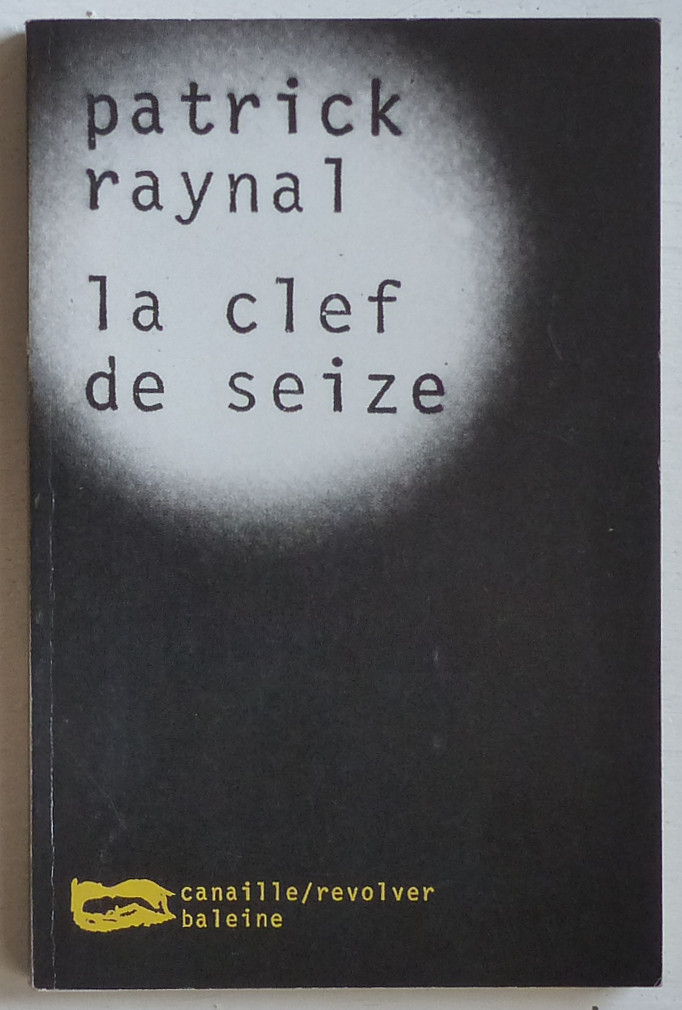 patrick
raynal
la clef
de seize
canaille/revolver
baleine